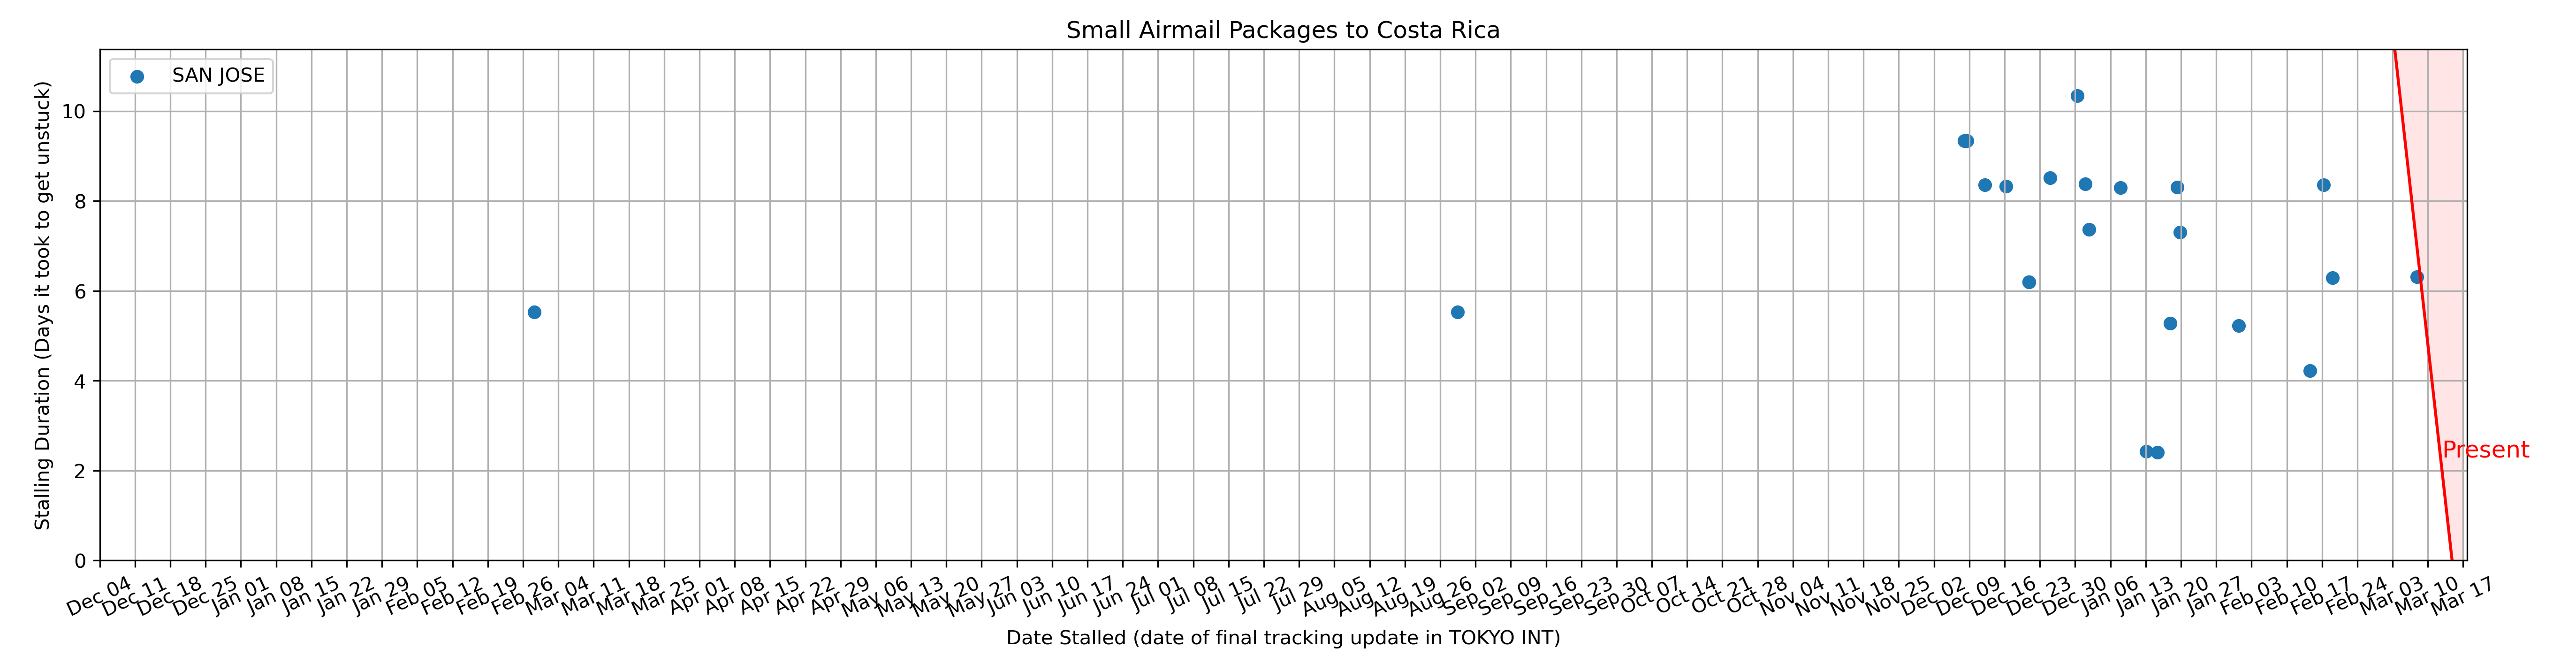 Small Airmail Packages to Costa Rica
SAN JOSE
Stalling Duration (Days it took to get unstuck)
10
8
6
4
2
0
Present
Dec 04
Dec 11
Dec 18
Dec 25
Jan 01
Jan 08
Jan 15
Jan 22
Jan 29
Feb 05
Feb 12
Feb 19
Feb 26
Mar 04
Mar 11
Mar 18
Mar 25
Apr 01
Apr 08
Apr 15
Apr 22
Apr 29
May 06
May 13
May 20
May 27
Jun 03
Jun 10
Jun 17
Jun 24
Jul 01
Jul 08
Jul 15
Jul 22
Jul 29
Aug 05
Aug 12
Aug 19
Aug 26
Sep 02
Sep 09
Sep 16
Sep 23
Sep 30
Oct 07
Oct 14
Oct 21
Oct 28
Nov 04
Nov 11
Nov 18
Nov 25
Dec 02
Dec 09
Dec 16
Dec 23
Dec 30
Jan 06
Jan 13
Jan 20
Jan 27
Feb 03
Feb 10
Feb 17
Feb 24
Mar 03
Mar 10
Mar 17
Date Stalled (date of final tracking update in TOKYO INT)